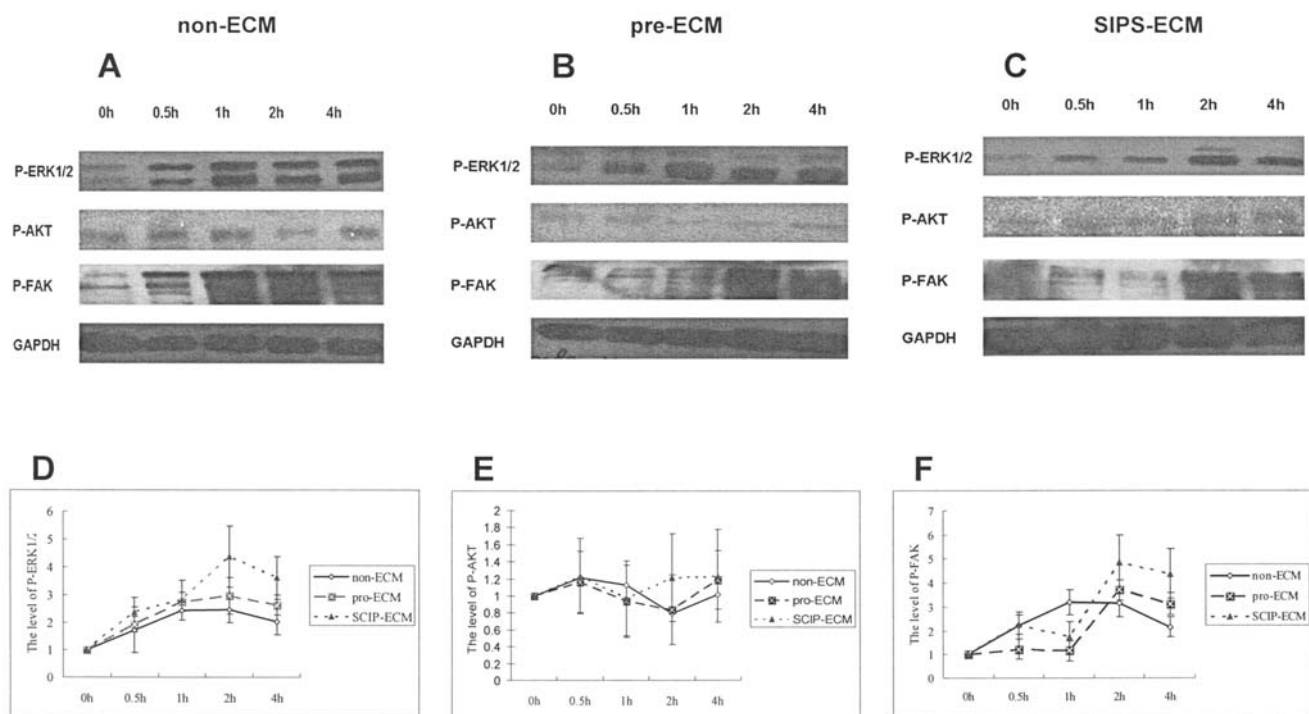 non-ECM pre-ECM SIPS-ECM
A B C
0h 0.5h 1h 2h 4h
0h 0.5h 1h 2h 4h
0h 0.5h 1h 2h 4h
P-ERK1/2 P-ERK1/2 P-ERK1/2
P-AKT P-AKT P-AKT
P-FAK P-FAK P-FAK
GAPDH GAPDH GAPDH
D
The level of P-ERK1/2
6
5
4
3
2
1
0
0h 0.5h 1h 2h 4h
non-ECM
pro-ECM
SCIP-ECM
E
The level of P-AKT
2
1.8
1.6
1.4
1.2
1
0.8
0.6
0.4
0.2
0
0h 0.5h 1h 2h 4h
non-ECM
pro-ECM
SCIP-ECM
F
The level of P-FAK
7
6
5
4
3
2
1
0
0h 0.5h 1h 2h 4h
non-ECM
pro-ECM
SCIP-ECM